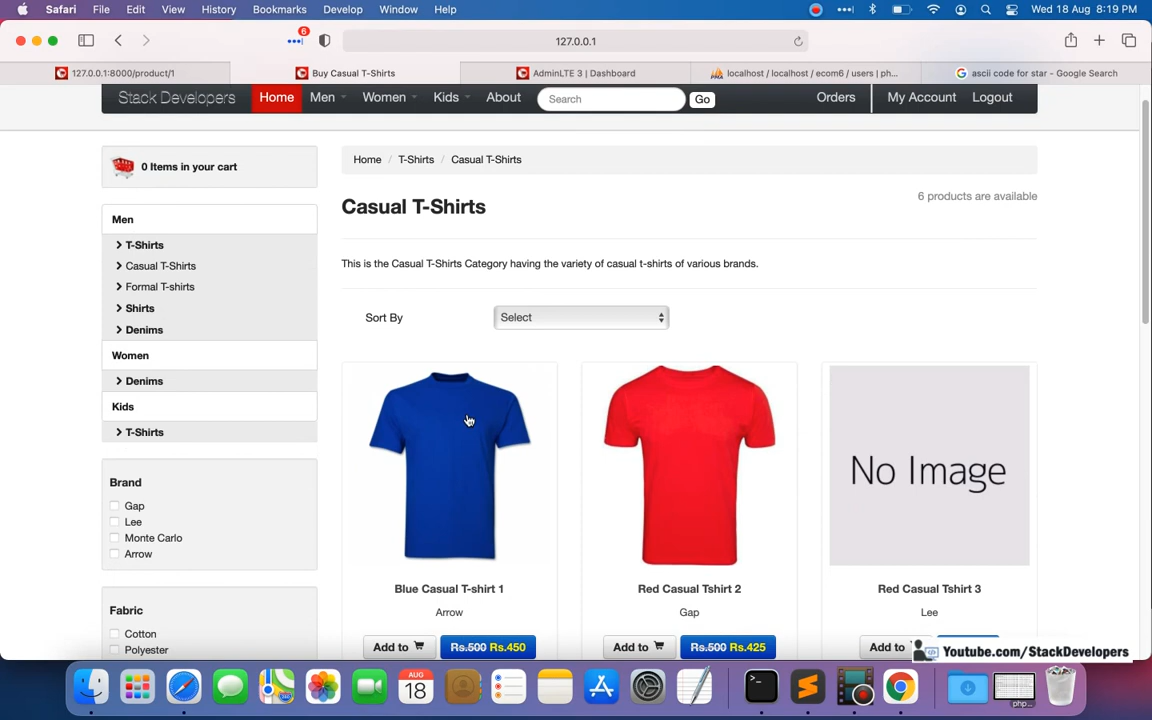 Safari File Edit View History Bookmarks Develop Window Help Wed 18 Aug 8:19 PM
6
127.0.0.1
127.0.0.1:8000/product/1 Buy Casual T-Shirts AdminLTE 3 | Dashboard localhost / localhost / ecom6 / users | ph... ascii code for star - Google Search
Stack Developers Home Men Women Kids About Search Go Orders My Account Logout
0 Items in your cart
Home / T-Shirts / Casual T-Shirts
Casual T-Shirts
6 products are available
This is the Casual T-Shirts Category having the variety of casual t-shirts of various brands.
Sort By Select
Men
T-Shirts
Casual T-Shirts
Formal T-shirts
Shirts
Denims
Women
Denims
Kids
T-Shirts
Brand
Gap
Lee
Monte Carlo
Arrow
Fabric
Cotton
Polyester
No Image
Blue Casual T-shirt 1
Arrow
Add to Rs.500 Rs.450
Red Casual Tshirt 2
Gap
Add to Rs.500 Rs.425
Red Casual Tshirt 3
Lee
Add to
Youtube.com/StackDevelopers
AUG
18
php...